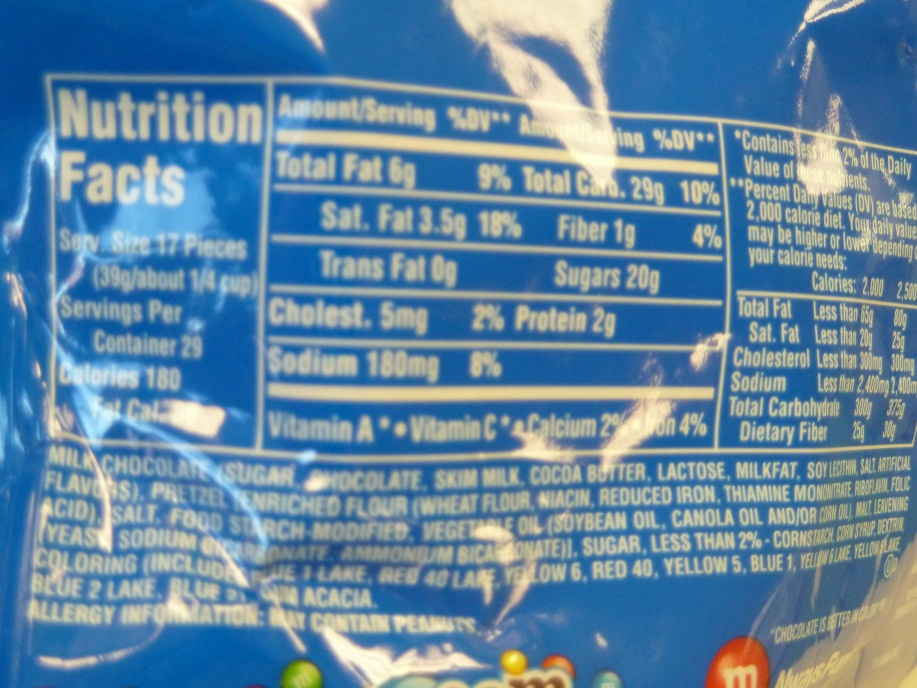 Nutrition
Facts
Serv. Size 17 Pieces
(39g/about 1/4 cup)
Servings Per
Container 29
Calories 180
Fat Cal.
Amount/Serving %DV** Amount/Serving %DV**
Total Fat 6g 9% Total Carb. 29g 10%
Sat. Fat 3.5g 18% Fiber 1g 4%
Trans Fat 0g Sugars 20g
Cholest. 5mg 2% Protein 2g
Sodium 180mg 8%
Vitamin A * • Vitamin C * • Calcium 2% • Iron 4%
*Contains less than 2% of the Daily
Value of these nutrients.
**Percent Daily Values (DV) are based
2,000 calorie diet. Your daily value
may be higher or lower depending
your calorie needs:
Calories: 2,000 2,500
Total Fat Less than 65g 80g
Sat. Fat Less than 20g 25g
Cholesterol Less than 300mg 300mg
Sodium Less than 2,400mg 2,400m
Total Carbohydrate 300g 375g
Dietary Fiber 25g 30g
MILK CHOCOLATE (SUGAR, CHOCOLATE, SKIM MILK, COCOA BUTTER, LACTOSE, MILKFAT, SOY LECITHIN, SALT, ARTIFICIAL
FLAVORS), PRETZEL [ENRICHED FLOUR (WHEAT FLOUR, NIACIN, REDUCED IRON, THIAMINE MONONITRATE, RIBOFLAVIN, FOLIC
ACID), SALT, FOOD STARCH-MODIFIED, VEGETABLE OIL (SOYBEAN OIL, CANOLA OIL AND/OR CORN OIL), MALT, LEAVENING
(YEAST, SODIUM BICARBONATE, AMMONIUM BICARBONATE)], SUGAR, LESS THAN 2% - CORNSTARCH, CORN SYRUP, DEXTRIN,
COLORING (INCLUDES BLUE 1 LAKE, RED 40 LAKE, YELLOW 6, RED 40, YELLOW 5, BLUE 1, YELLOW 6 LAKE, YELLOW 5 LAKE,
BLUE 2 LAKE, BLUE 2), GUM ACACIA.
ALLERGY INFORMATION: MAY CONTAIN PEANUTS.
"CHOCOLATE IS BETTER IN COLOR"®
m
Always Fun